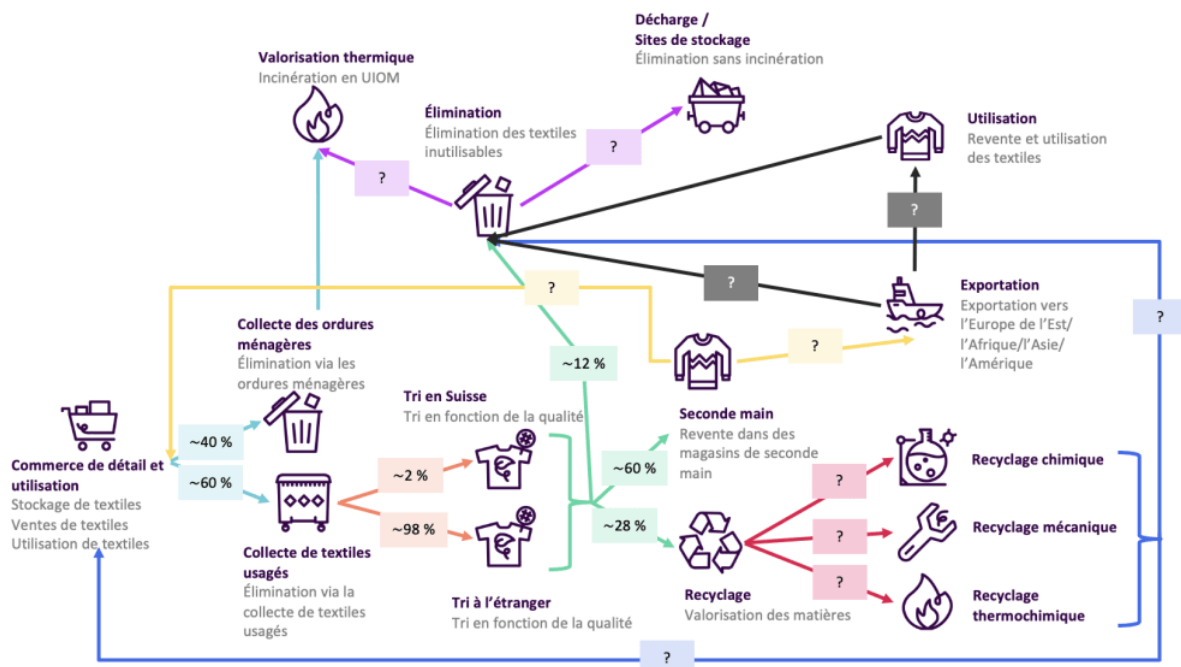 Décharge /
Sites de stockage
Élimination sans incinération
Valorisation thermique
Incinération en UIOM
Élimination
Élimination des textiles
inutilisables
Utilisation
Revente et utilisation
des textiles
?
?
?
?
?
Exportation
Exportation vers
l'Europe de l'Est/
l'Afrique/l'Asie/
l'Amérique
?
?
?
Collecte des ordures
ménagères
Élimination via les
ordures ménagères
~12 %
Tri en Suisse
Tri en fonction de la qualité
Seconde main
Revente dans des
magasins de seconde
main
Commerce de détail et
utilisation
Stockage de textiles
Ventes de textiles
Utilisation de textiles
~40 %
~60 %
~2 %
~98 %
~60 %
~28 %
?
?
?
Recyclage chimique
Recyclage mécanique
Recyclage
thermochimique
Collecte de textiles
usagés
Élimination via la
collecte de textiles
usagés
Tri à l'étranger
Tri en fonction de la qualité
Recyclage
Valorisation des matières
?